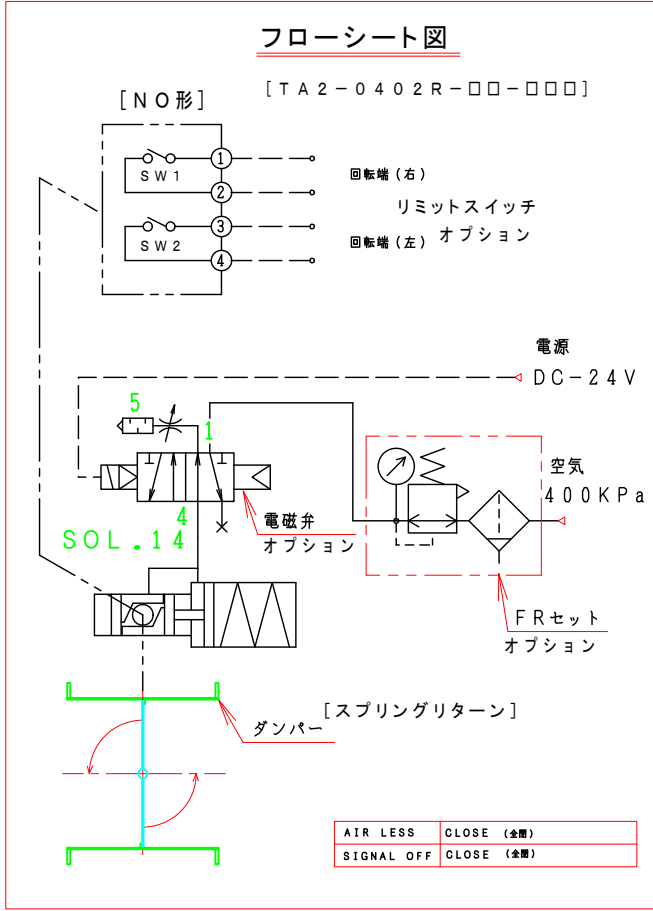 フローシート図
[TA2-0402R-□□-□□□]
[NO形]
SW1
1
2
回転端(右)
SW2
3
4
回転端(左)
リミットスイッチ
オプション
電源
DC-24V
5
1
4
SOL.14
電磁弁
オプション
空気
400KPa
FRセット
オプション
[スプリングリターン]
ダンパー
AIR LESS CLOSE (全閉)
SIGNAL OFF CLOSE (全閉)